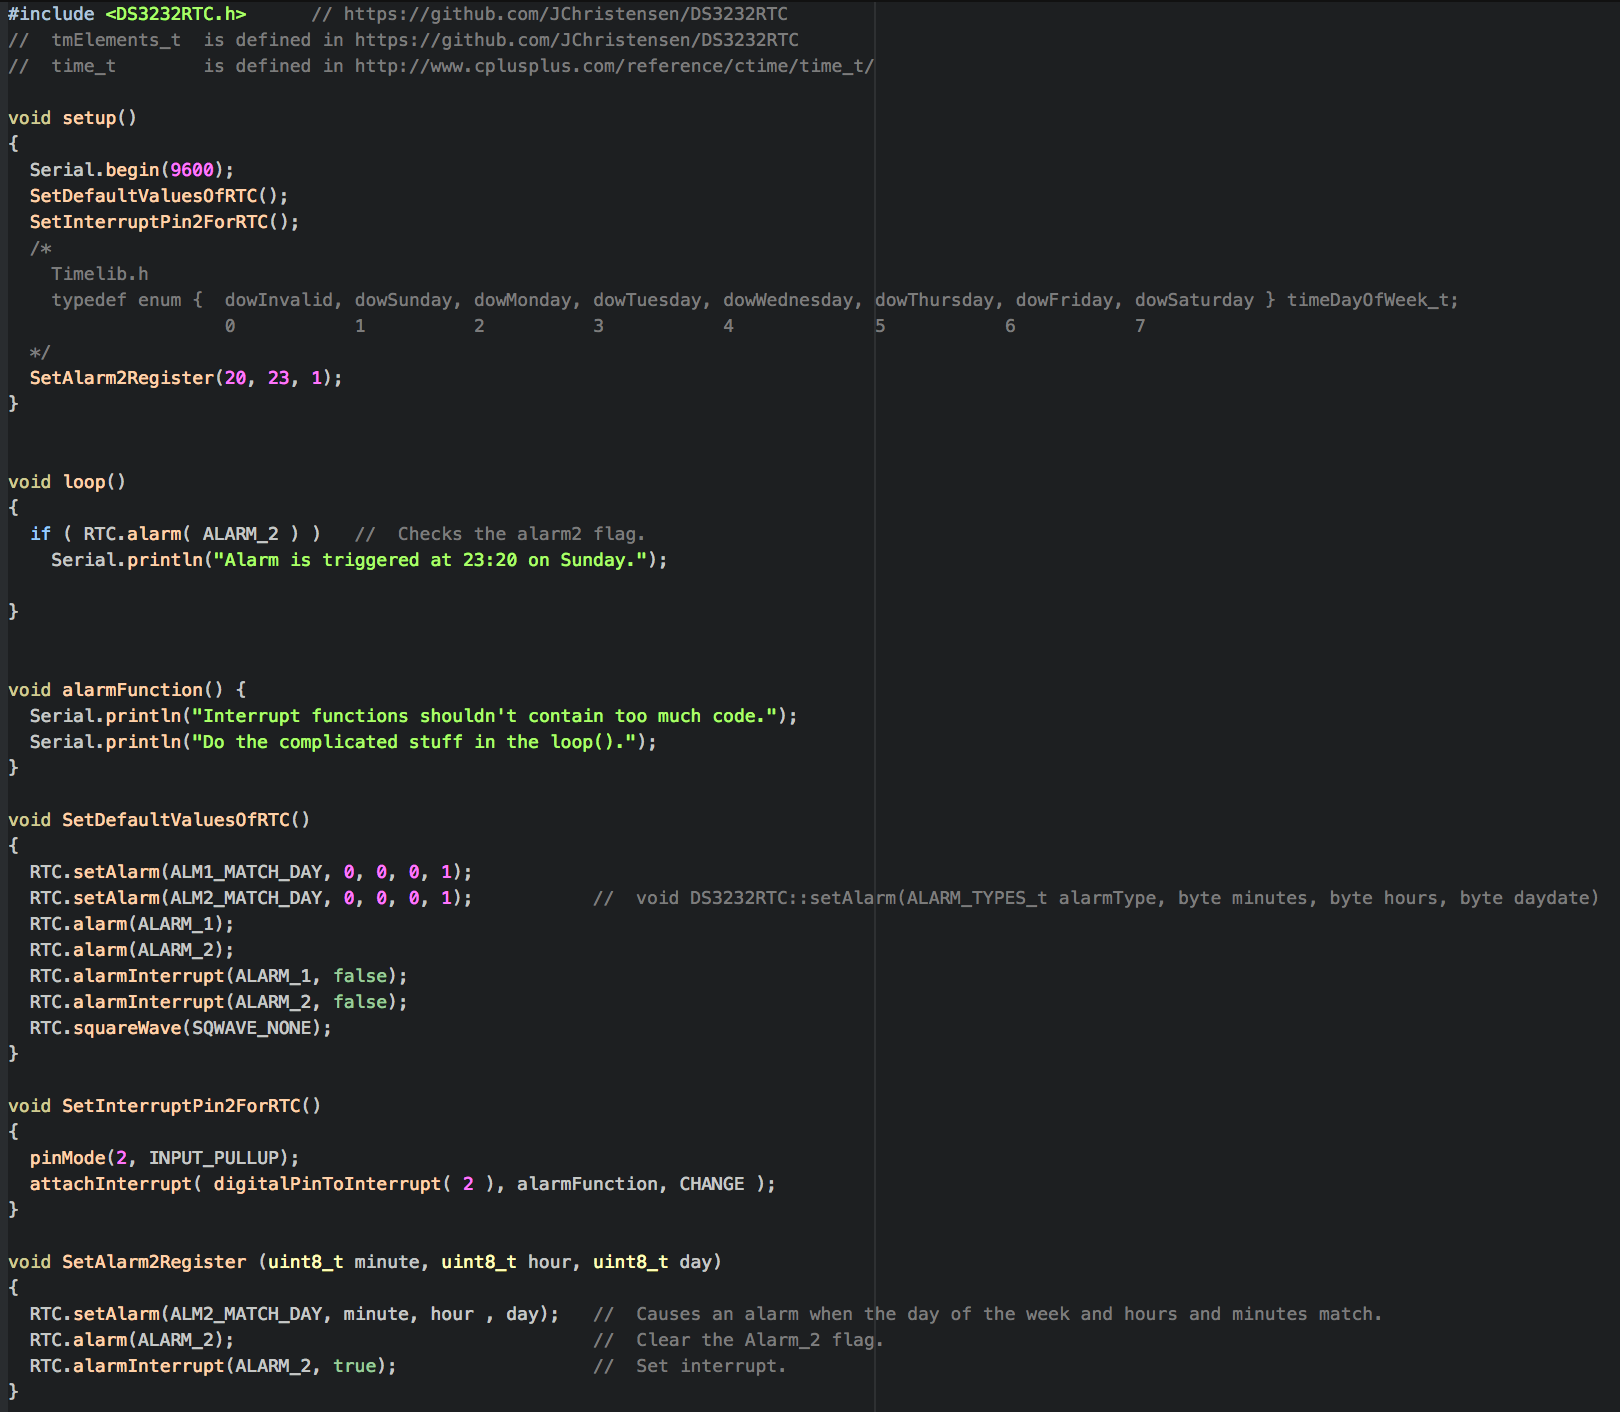 #include <DS3232RTC.h>      // https://github.com/JChristensen/DS3232RTC
//  tmElements_t  is defined in https://github.com/JChristensen/DS3232RTC
//  time_t        is defined in http://www.cplusplus.com/reference/ctime/time_t/

void setup()
{
  Serial.begin(9600);
  SetDefaultValuesOfRTC();
  SetInterruptPin2ForRTC();
  /*
    Timelib.h
    typedef enum {  dowInvalid, dowSunday, dowMonday, dowTuesday, dowWednesday, dowThursday, dowFriday, dowSaturday } timeDayOfWeek_t;
                    0           1          2          3           4             5           6           7
  */
  SetAlarm2Register(20, 23, 1);
}

void loop()
{
  if ( RTC.alarm( ALARM_2 ) )   //  Checks the alarm2 flag.
    Serial.println("Alarm is triggered at 23:20 on Sunday.");

}

void alarmFunction() {
  Serial.println("Interrupt functions shouldn't contain too much code.");
  Serial.println("Do the complicated stuff in the loop().");
}

void SetDefaultValuesOfRTC()
{
  RTC.setAlarm(ALM1_MATCH_DAY, 0, 0, 0, 1);
  RTC.setAlarm(ALM2_MATCH_DAY, 0, 0, 0, 1);           //  void DS3232RTC::setAlarm(ALARM_TYPES_t alarmType, byte minutes, byte hours, byte daydate)
  RTC.alarm(ALARM_1);
  RTC.alarm(ALARM_2);
  RTC.alarmInterrupt(ALARM_1, false);
  RTC.alarmInterrupt(ALARM_2, false);
  RTC.squareWave(SQWAVE_NONE);
}

void SetInterruptPin2ForRTC()
{
  pinMode(2, INPUT_PULLUP);
  attachInterrupt( digitalPinToInterrupt( 2 ), alarmFunction, CHANGE );
}

void SetAlarm2Register (uint8_t minute, uint8_t hour, uint8_t day)
{
  RTC.setAlarm(ALM2_MATCH_DAY, minute, hour , day);   //  Causes an alarm when the day of the week and hours and minutes match.
  RTC.alarm(ALARM_2);                                 //  Clear the Alarm_2 flag.
  RTC.alarmInterrupt(ALARM_2, true);                  //  Set interrupt.
}